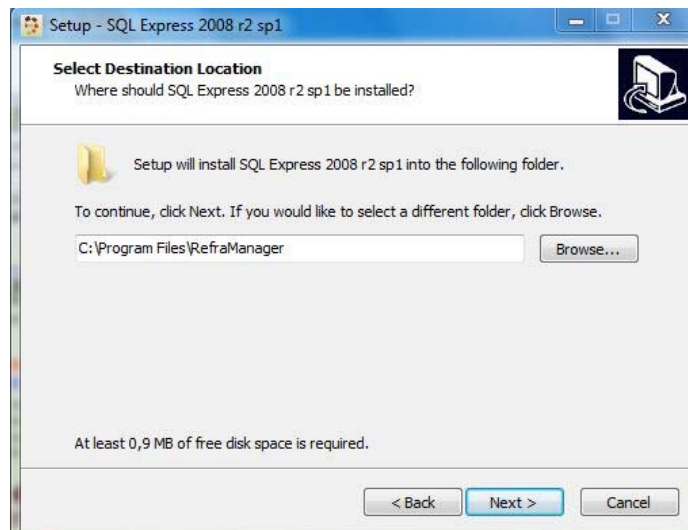 Setup - SQL Express 2008 r2 sp1
Select Destination Location
Where should SQL Express 2008 r2 sp1 be installed?
Setup will install SQL Express 2008 r2 sp1 into the following folder.
To continue, click Next. If you would like to select a different folder, click Browse.
C:\Program Files\RefraManager
Browse...
At least 0,9 MB of free disk space is required.
< Back
Next >
Cancel